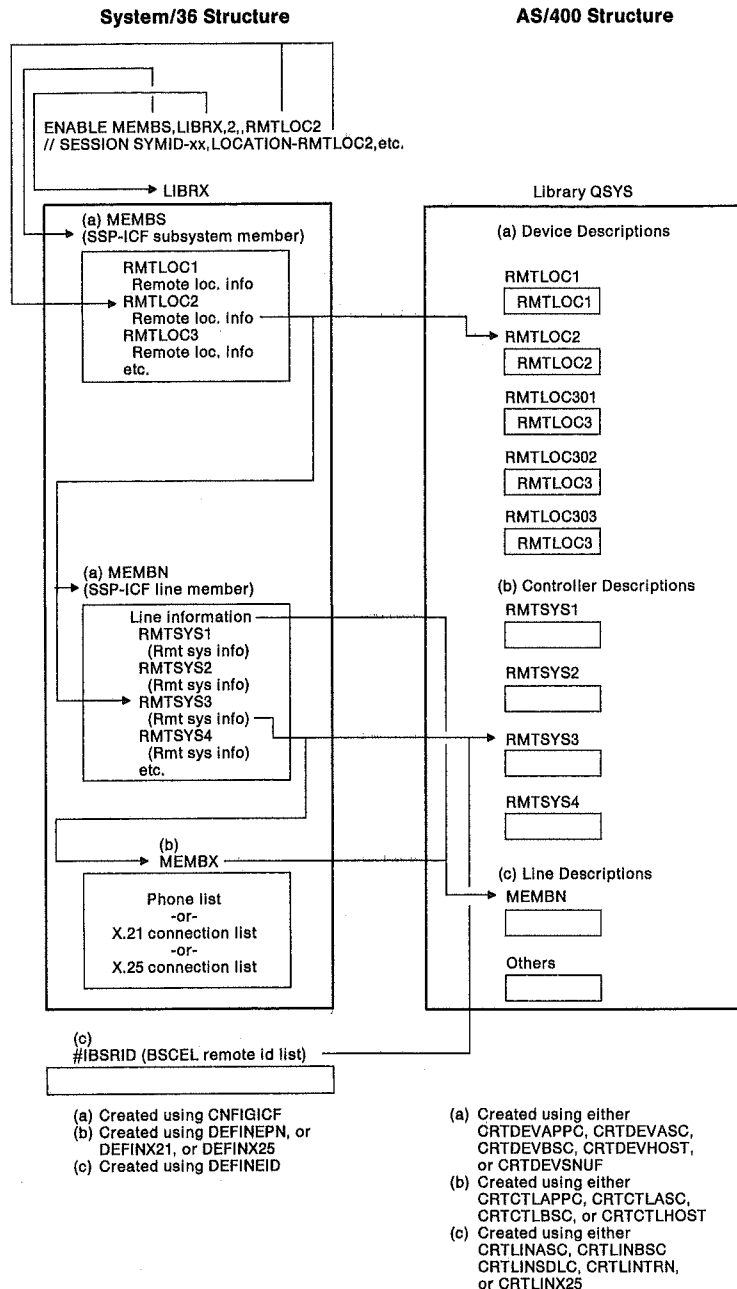 System/36 Structure
AS/400 Structure
ENABLE MEMBS,LIBRX,2,,RMTLOC2
// SESSION SYMID-xx,LOCATION-RMTLOC2,etc.
LIBRX
(a) MEMBS
(SSP-ICF subsystem member)
RMTLOC1
Remote loc. info
RMTLOC2
Remote loc. info
RMTLOC3
Remote loc. info
etc.
(a) MEMBN
(SSP-ICF line member)
Line information
RMTSYS1
(Rmt sys info)
RMTSYS2
(Rmt sys info)
RMTSYS3
(Rmt sys info)
RMTSYS4
(Rmt sys info)
etc.
(b)
MEMBX
Phone list
-or-
X.21 connection list
-or-
X.25 connection list
(c)
#IBSRID (BSCEL remote id list)
(a) Created using CNFIGICF
(b) Created using DEFINEPN, or
DEFINX21, or DEFINX25
(c) Created using DEFINEID
Library QSYS
(a) Device Descriptions
RMTLOC1
RMTLOC1
RMTLOC2
RMTLOC2
RMTLOC301
RMTLOC3
RMTLOC302
RMTLOC3
RMTLOC303
RMTLOC3
(b) Controller Descriptions
RMTSYS1
RMTSYS2
RMTSYS3
RMTSYS4
(c) Line Descriptions
MEMBN
Others
(a) Created using either
CRTDEVAPPC, CRTDEVASC,
CRTDEVBSC, CRTDEVHOST,
or CRTDEVSNUF
(b) Created using either
CRTCTLAPPC, CRTCTLASC,
CRTCTLBSC, or CRTCTLHOST
(c) Created using either
CRTLINASC, CRTLINBSC
CRTLINSDLC, CRTLINTRN,
or CRTLINX25